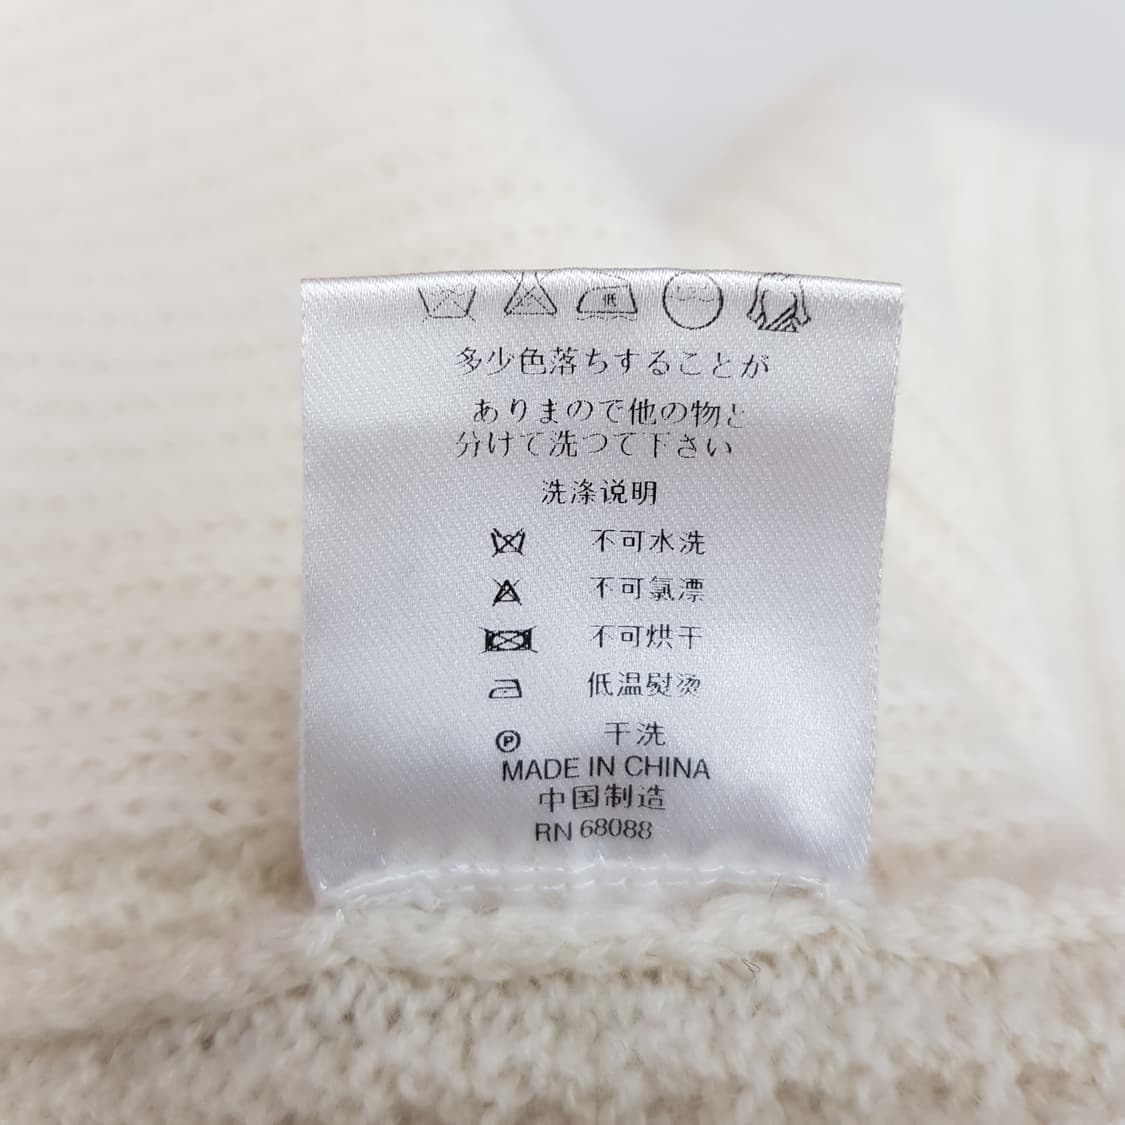 低
多少色落ちすることが
ありまので他の物と
分けて洗つて下さい
洗涤说明
不可水洗
不可氯漂
不可烘干
低温熨烫
P 干洗
MADE IN CHINA
中国制造
RN 68088